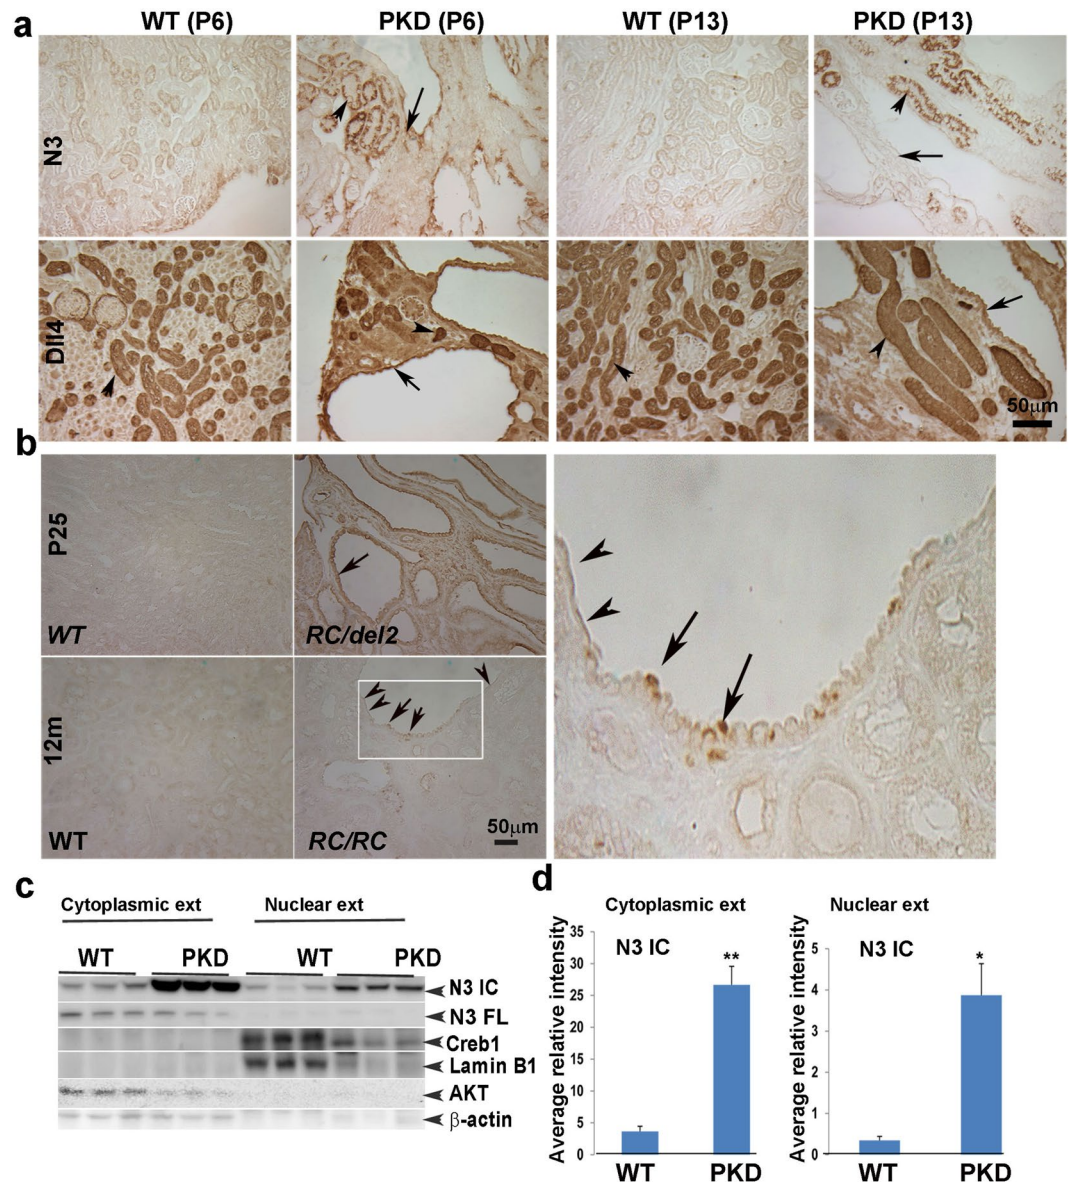 a
WT (P6) PKD (P6) WT (P13) PKD (P13)
N3
Dll4
50μm
b
P25
WT
RC/del2
12m
WT
RC/RC
50μm
c
Cytoplasmic ext Nuclear ext
WT PKD WT PKD
N3 IC
N3 FL
Creb1
Lamin B1
AKT
β-actin
d
Cytoplasmic ext
Average relative intensity
N3 IC
35
30
25
20
15
10
5
0
**
WT PKD
Nuclear ext
Average relative intensity
N3 IC
5
4
3
2
1
0
*
WT PKD